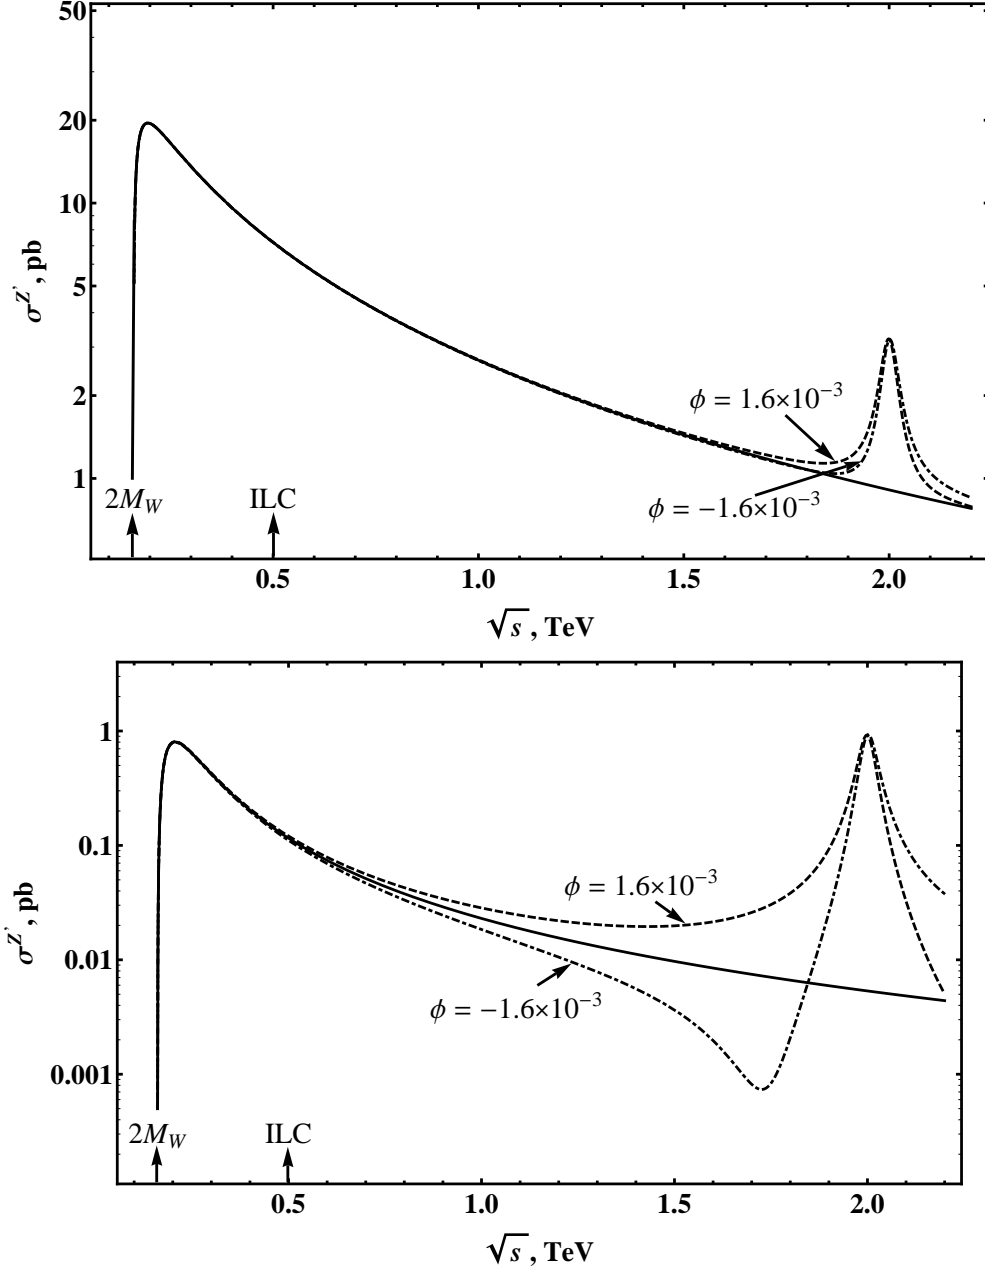 50
20
10
5
2
1
σ^Z', pb
ϕ = 1.6×10⁻³
ϕ = −1.6×10⁻³
2M_W
ILC
0.5
1.0
1.5
2.0
√s, TeV
1
0.1
0.01
0.001
σ^Z', pb
ϕ = 1.6×10⁻³
ϕ = −1.6×10⁻³
2M_W
ILC
0.5
1.0
1.5
2.0
√s, TeV